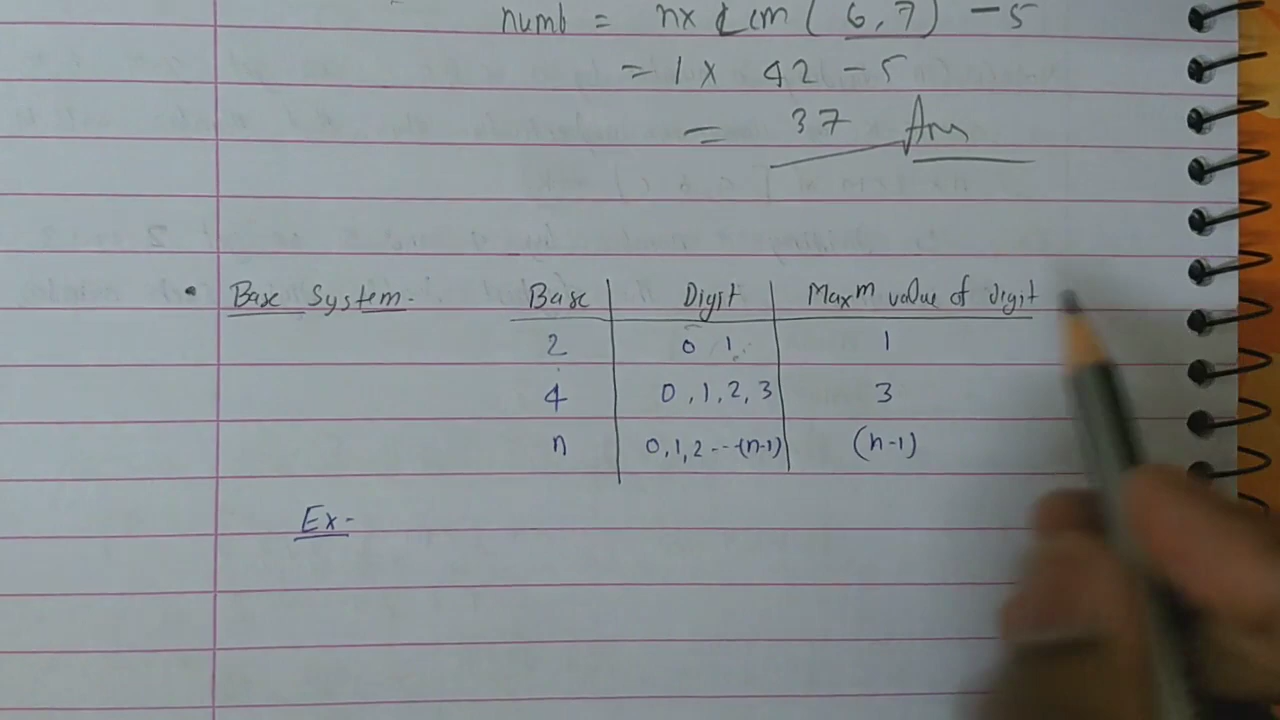 numb = nx Lcm ( 6,7) -5
= 1 x 42 - 5
= 37 Ans
• Base System. Base Digit Maxm value of digit
2 0 1, 1
4 0,1,2,3 3
n 0,1,2---(n-1) (n-1)
Ex-